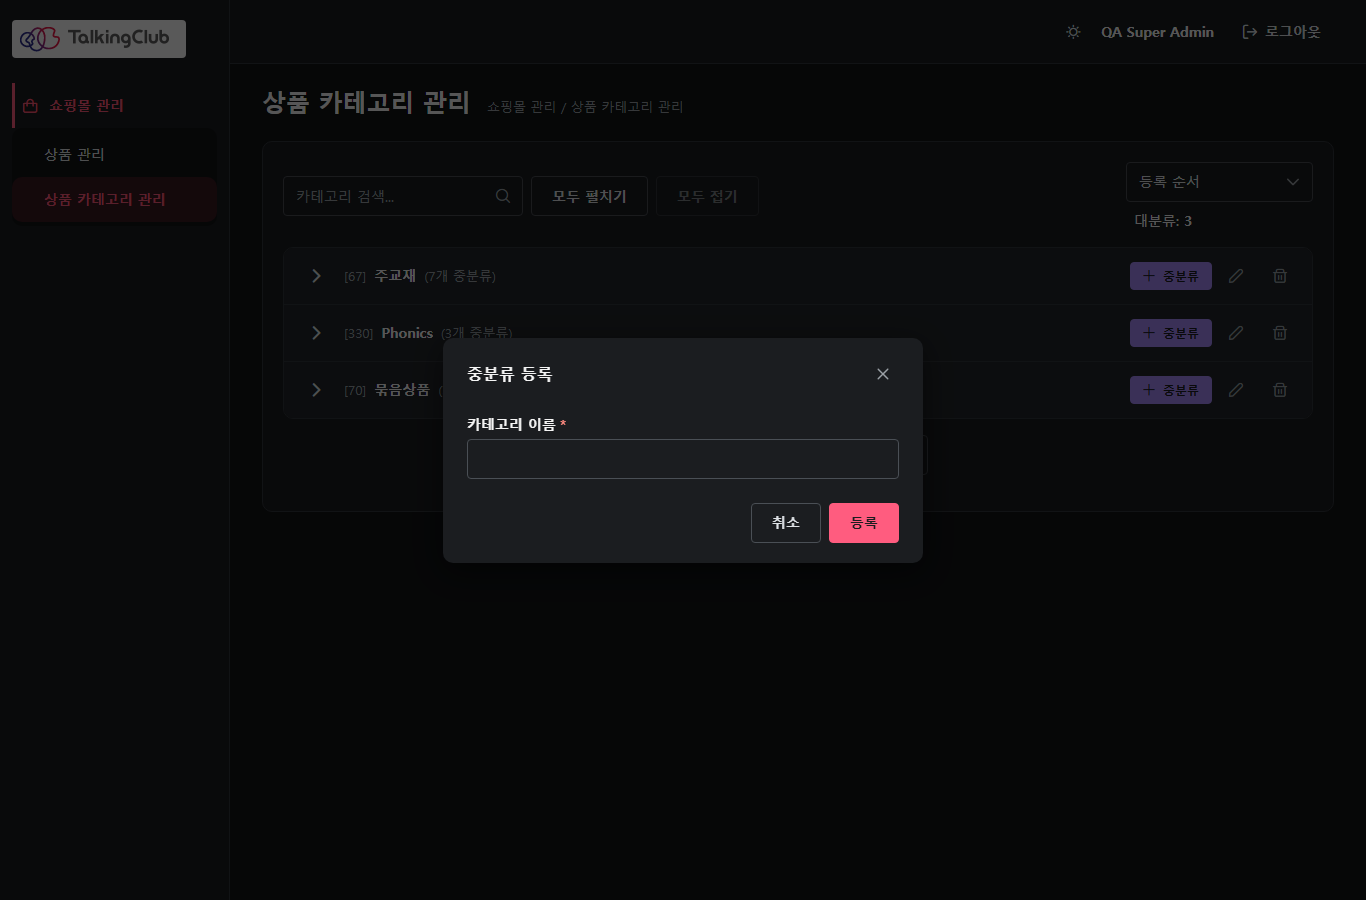 TalkingClub
QA Super Admin
로그아웃
쇼핑몰 관리
상품 관리
상품 카테고리 관리
상품 카테고리 관리
쇼핑몰 관리 / 상품 카테고리 관리
카테고리 검색...
모두 펼치기
모두 접기
등록 순서
대분류: 3
[67] 주교재 (7개 중분류)
중분류
[330] Phonics (3개 중분류)
중분류
[70] 묶음상품
중분류
중분류 등록
카테고리 이름 *
취소
등록